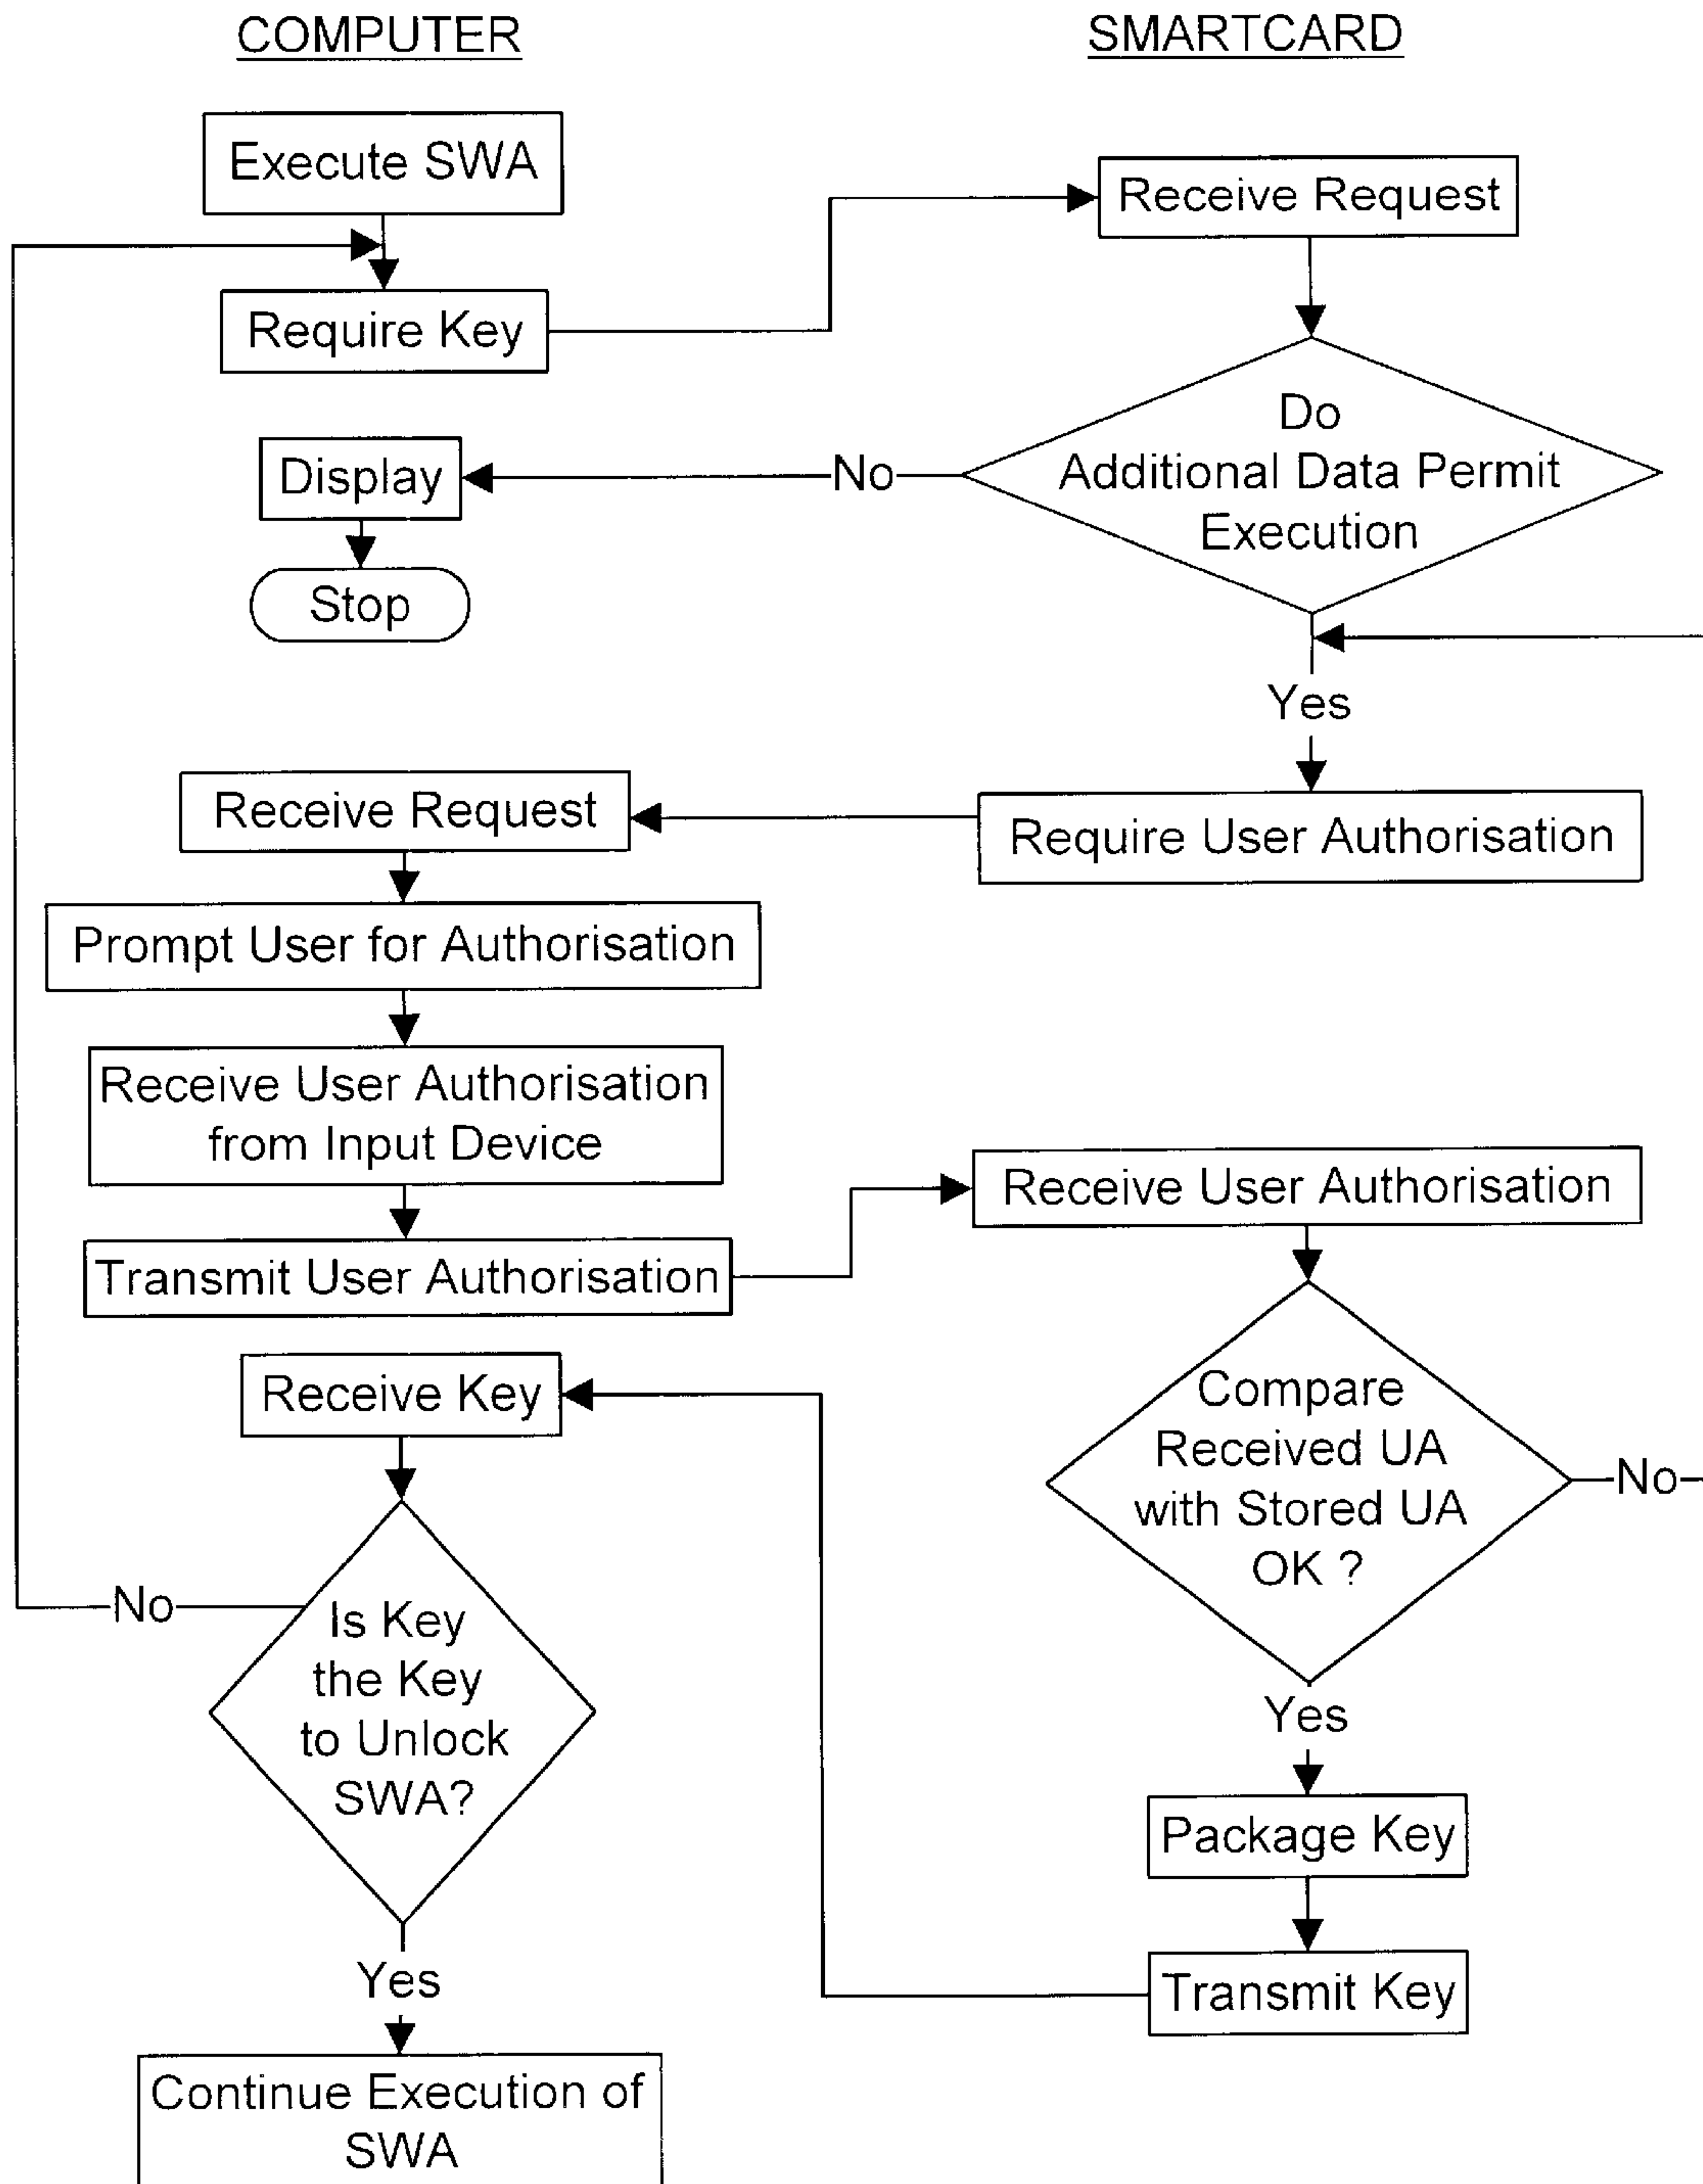 COMPUTER
SMARTCARD
Execute SWA
Receive Request
Require Key
Do
Additional Data Permit
Execution
No
Display
Stop
Yes
Receive Request
Require User Authorisation
Prompt User for Authorisation
Receive User Authorisation
from Input Device
Receive User Authorisation
Transmit User Authorisation
Receive Key
Compare
Received UA
with Stored UA
OK ?
No
No
Is Key
the Key
to Unlock
SWA?
Yes
Package Key
Yes
Transmit Key
Continue Execution of
SWA